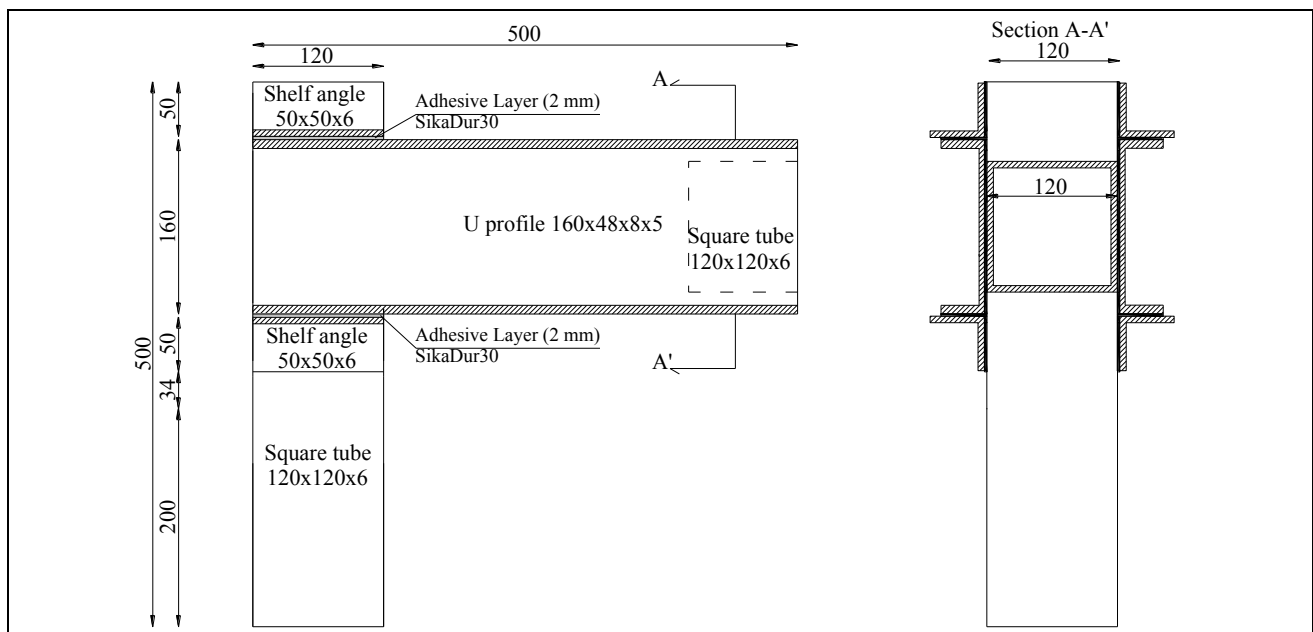 500
Section A-A'
120
120
A
50
Shelf angle
50x50x6
Adhesive Layer (2 mm)
SikaDur30
160
U profile 160x48x8x5
120
Square tube
120x120x6
500
50
Shelf angle
50x50x6
Adhesive Layer (2 mm)
SikaDur30
A'
34
Square tube
120x120x6
200